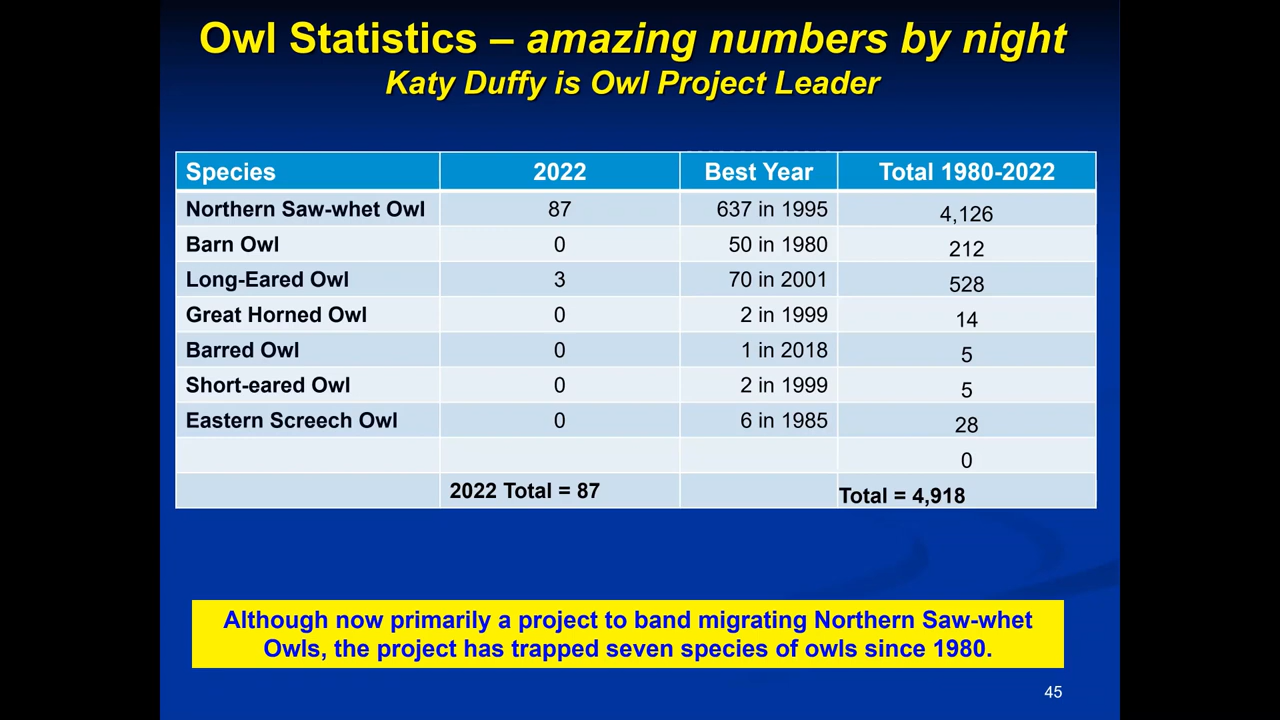 Owl Statistics – amazing numbers by night
Katy Duffy is Owl Project Leader
Species 2022 Best Year Total 1980-2022
Northern Saw-whet Owl 87 637 in 1995 4,126
Barn Owl 0 50 in 1980 212
Long-Eared Owl 3 70 in 2001 528
Great Horned Owl 0 2 in 1999 14
Barred Owl 0 1 in 2018 5
Short-eared Owl 0 2 in 1999 5
Eastern Screech Owl 0 6 in 1985 28
0
2022 Total = 87 Total = 4,918
Although now primarily a project to band migrating Northern Saw-whet
Owls, the project has trapped seven species of owls since 1980.
45